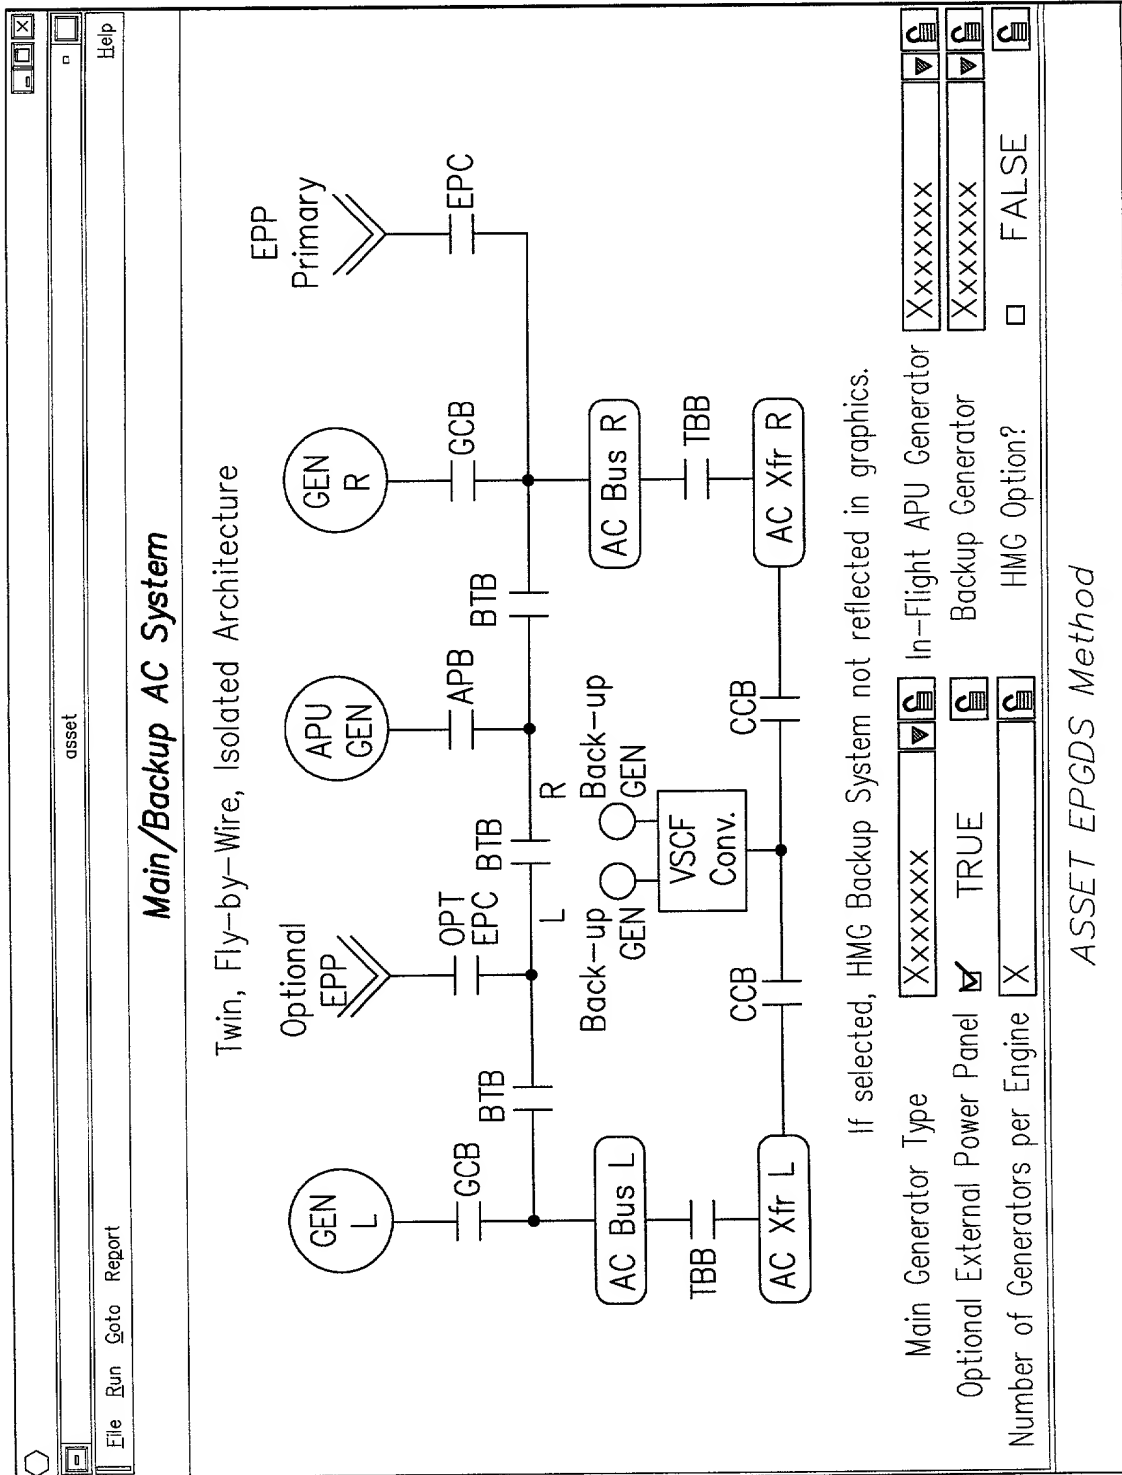 asset
File Run Goto Report Help
Main/Backup AC System
Twin, Fly-by-Wire, Isolated Architecture
GEN
L
Optional
EPP
APU
GEN
GEN
R
EPP
Primary
GCB
OPT
EPC
APB
GCB
EPC
BTB
BTB
BTB
L
R
AC Bus L
Back-up
GEN
Back-up
GEN
AC Bus R
VSCF
Conv.
TBB
TBB
AC Xfr L
CCB
CCB
AC Xfr R
If selected, HMG Backup System not reflected in graphics.
Main Generator Type Xxxxxxx In-Flight APU Generator Xxxxxxx
Optional External Power Panel TRUE Backup Generator Xxxxxxx
Number of Generators per Engine X HMG Option? FALSE
ASSET EPGDS Method